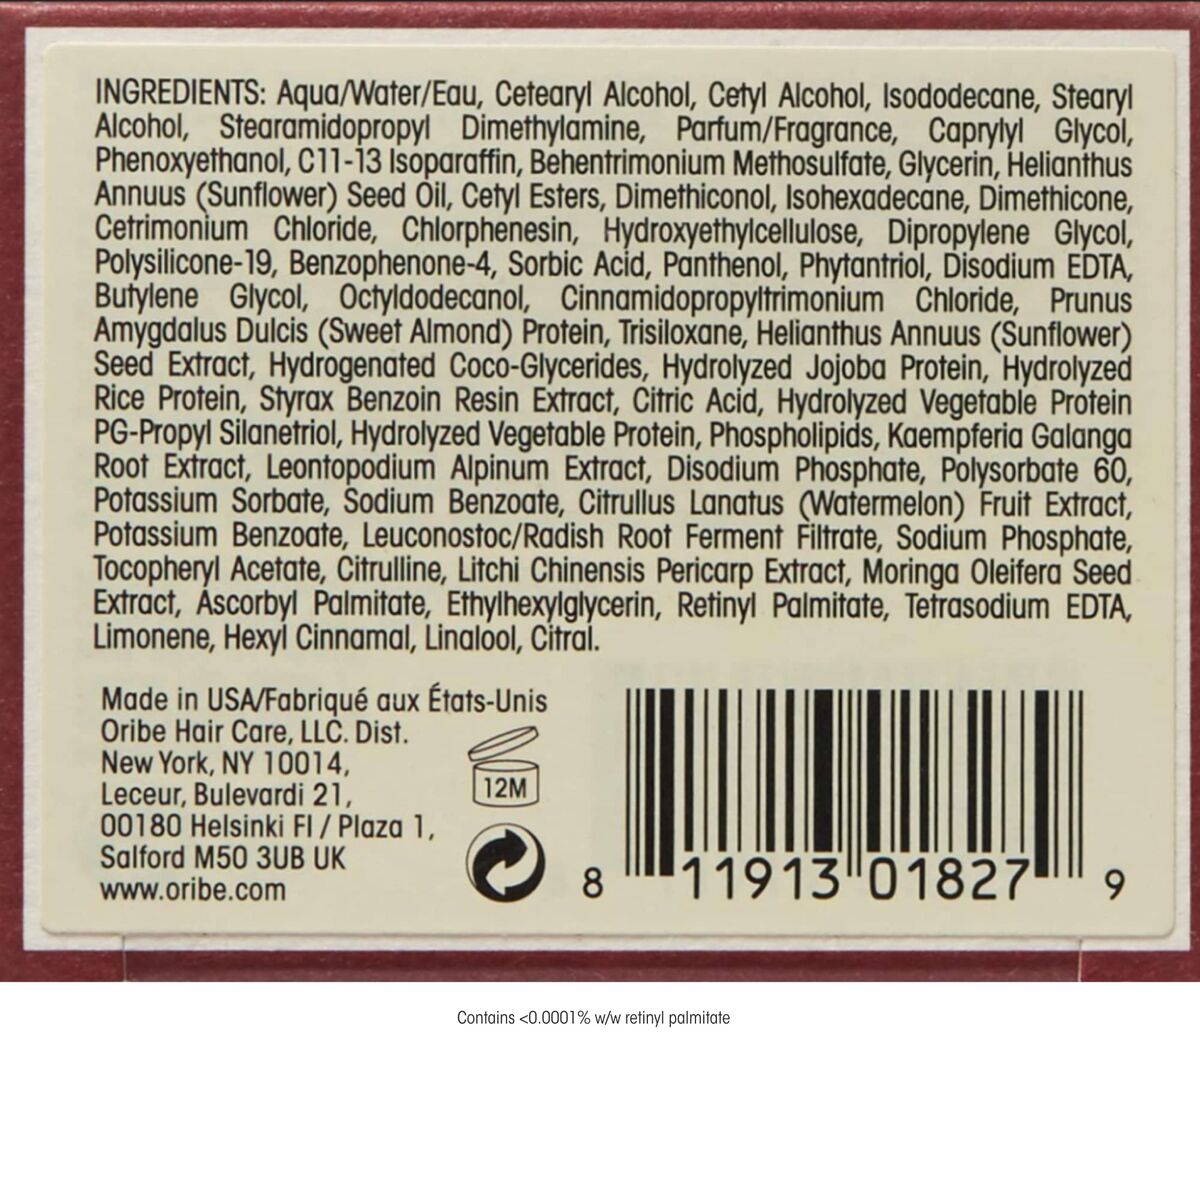 INGREDIENTS: Aqua/Water/Eau, Cetearyl Alcohol, Cetyl Alcohol, Isododecane, Stearyl
Alcohol, Stearamidopropyl Dimethylamine, Parfum/Fragrance, Caprylyl Glycol,
Phenoxyethanol, C11-13 Isoparaffin, Behentrimonium Methosulfate, Glycerin, Helianthus
Annuus (Sunflower) Seed Oil, Cetyl Esters, Dimethiconol, Isohexadecane, Dimethicone,
Cetrimonium Chloride, Chlorphenesin, Hydroxyethylcellulose, Dipropylene Glycol,
Polysilicone-19, Benzophenone-4, Sorbic Acid, Panthenol, Phytantriol, Disodium EDTA,
Butylene Glycol, Octyldodecanol, Cinnamidopropyltrimonium Chloride, Prunus
Amygdalus Dulcis (Sweet Almond) Protein, Trisiloxane, Helianthus Annuus (Sunflower)
Seed Extract, Hydrogenated Coco-Glycerides, Hydrolyzed Jojoba Protein, Hydrolyzed
Rice Protein, Styrax Benzoin Resin Extract, Citric Acid, Hydrolyzed Vegetable Protein
PG-Propyl Silanetriol, Hydrolyzed Vegetable Protein, Phospholipids, Kaempferia Galanga
Root Extract, Leontopodium Alpinum Extract, Disodium Phosphate, Polysorbate 60,
Potassium Sorbate, Sodium Benzoate, Citrullus Lanatus (Watermelon) Fruit Extract,
Potassium Benzoate, Leuconostoc/Radish Root Ferment Filtrate, Sodium Phosphate,
Tocopheryl Acetate, Citrulline, Litchi Chinensis Pericarp Extract, Moringa Oleifera Seed
Extract, Ascorbyl Palmitate, Ethylhexylglycerin, Retinyl Palmitate, Tetrasodium EDTA,
Limonene, Hexyl Cinnamal, Linalool, Citral.
Made in USA/Fabriqué aux États-Unis
Oribe Hair Care, LLC. Dist.
New York, NY 10014,
Leceur, Bulevardi 21,
00180 Helsinki FI / Plaza 1,
Salford M50 3UB UK
www.oribe.com
12M
8 11913 01827 9
Contains <0.0001% w/w retinyl palmitate